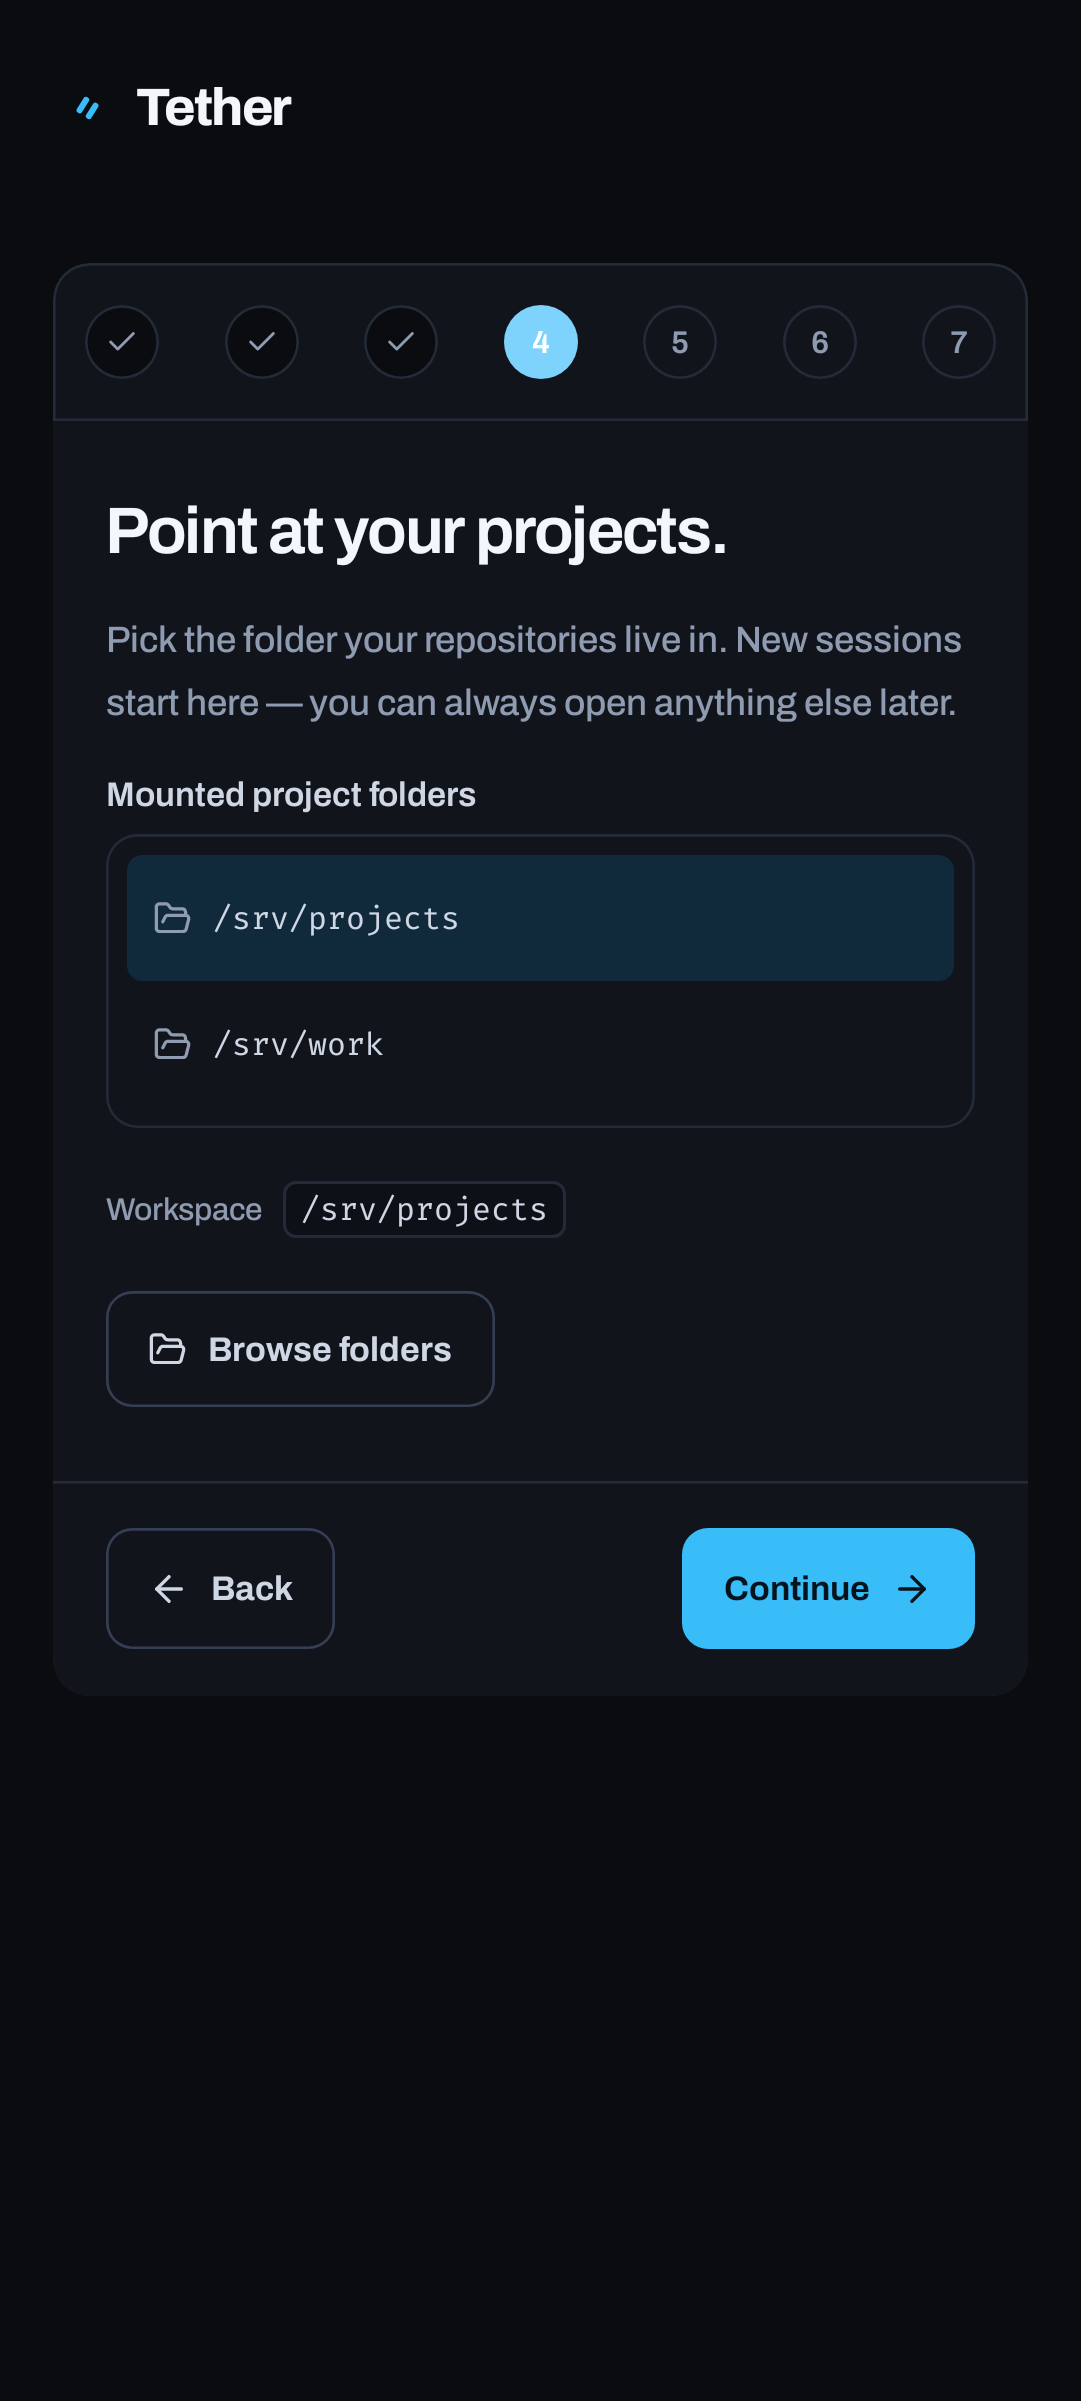 Tether
4 5 6 7
Point at your projects.
Pick the folder your repositories live in. New sessions
start here — you can always open anything else later.
Mounted project folders
/srv/projects
/srv/work
Workspace /srv/projects
Browse folders
Back Continue